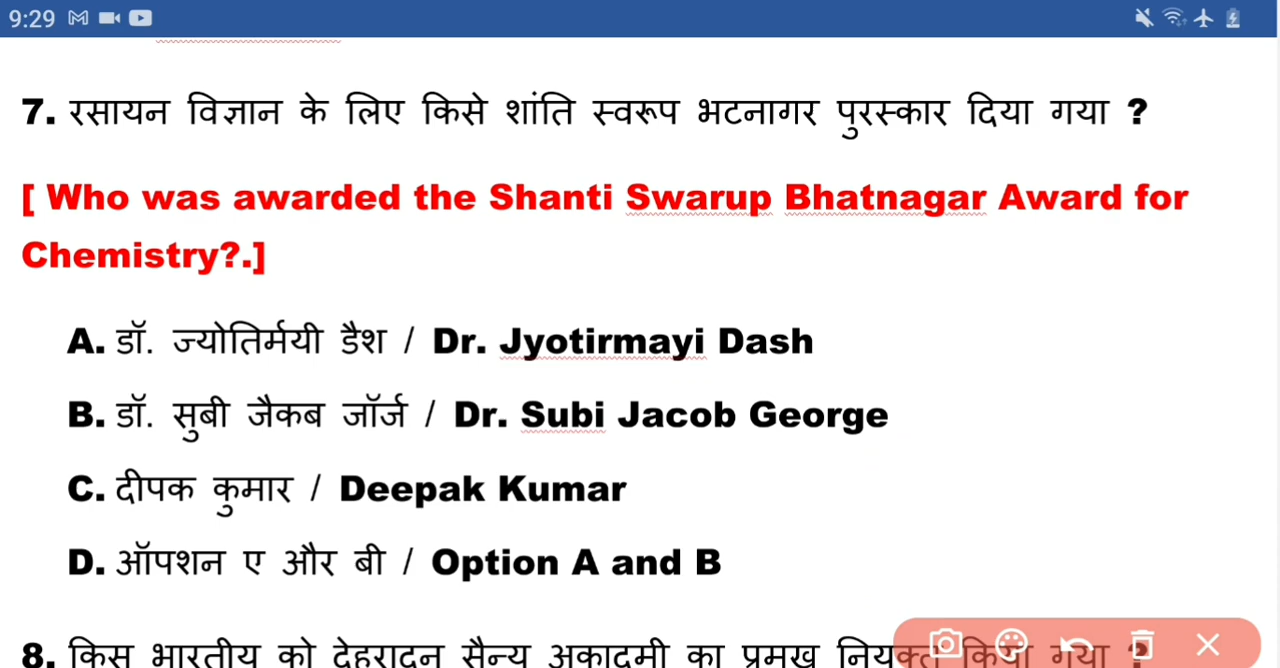 9:29
7. रसायन विज्ञान के लिए किसे शांति स्वरूप भटनागर पुरस्कार दिया गया ?
[ Who was awarded the Shanti Swarup Bhatnagar Award for
Chemistry?.]
A. डॉ. ज्योतिर्मयी डैश / Dr. Jyotirmayi Dash
B. डॉ. सुबी जैकब जॉर्ज / Dr. Subi Jacob George
C. दीपक कुमार / Deepak Kumar
D. ऑपशन ए और बी / Option A and B
8. किस भारतीय को देहरादून सैन्य अकादमी का प्रमुख नियुक्त किया गया ?